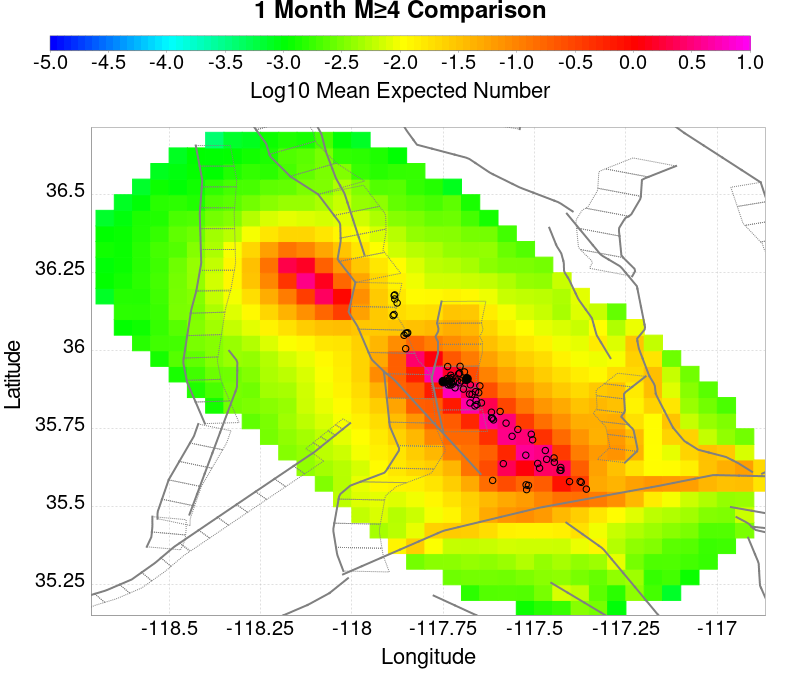 1 Month M≥4 Comparison
-5.0 -4.5 -4.0 -3.5 -3.0 -2.5 -2.0 -1.5 -1.0 -0.5 0.0 0.5 1.0
Log10 Mean Expected Number
36.5
36.25
36
35.75
35.5
35.25
Latitude
-118.5 -118.25 -118 -117.75 -117.5 -117.25 -117
Longitude